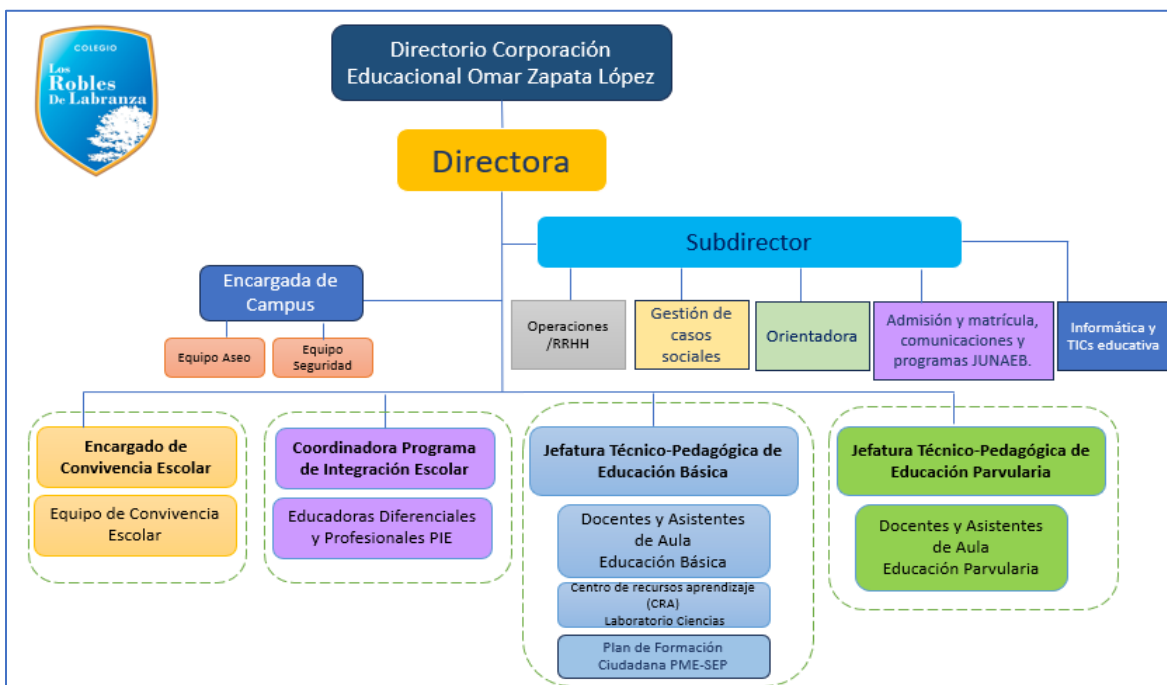 COLEGIO
Los
Robles
De Labranza
Directorio Corporación
Educacional Omar Zapata López
Directora
Subdirector
Encargada de
Campus
Equipo Aseo
Equipo
Seguridad
Operaciones
/RRHH
Gestión de
casos
sociales
Orientadora
Admisión y matrícula,
comunicaciones y
programas JUNAEB.
Informática y
TICs educativa
Encargado de
Convivencia Escolar
Equipo de Convivencia
Escolar
Coordinadora Programa
de Integración Escolar
Educadoras Diferenciales
y Profesionales PIE
Jefatura Técnico-Pedagógica de
Educación Básica
Docentes y Asistentes
de Aula
Educación Básica
Centro de recursos aprendizaje
(CRA)
Laboratorio Ciencias
Plan de Formación
Ciudadana PME-SEP
Jefatura Técnico-Pedagógica de
Educación Parvularia
Docentes y Asistentes
de Aula
Educación Parvularia